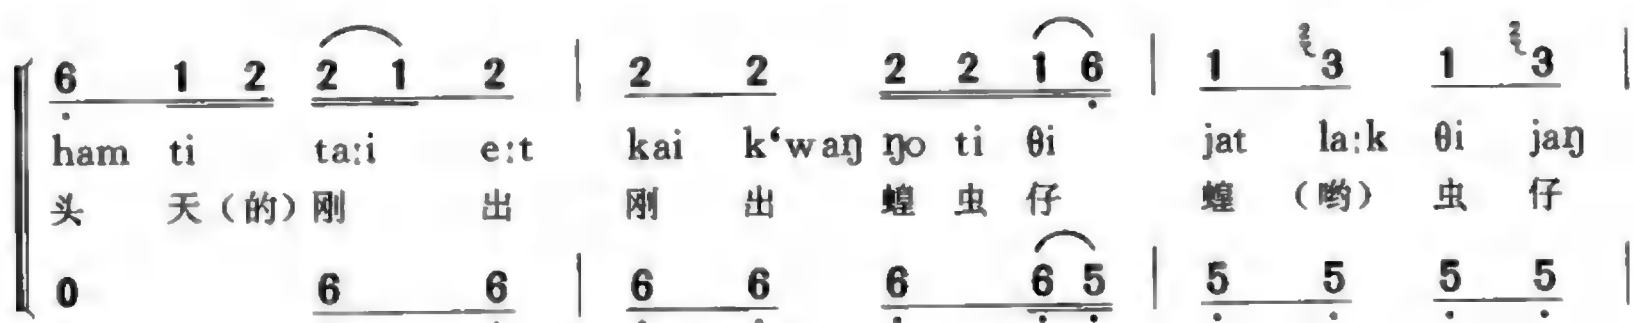 6 1 2 2 1 2 | 2 2 2 2 1 6 | 1 2 3 1 2 3 |
ham ti ta:i e:t kai k‘waŋ ŋo ti θi jat la:k θi jaŋ
头 天（的）刚 出 刚 出 蝗 虫 仔 蝗 （哟） 虫 仔
0 6 6 | 6 6 6 6 5 | 5 5 5 5 |